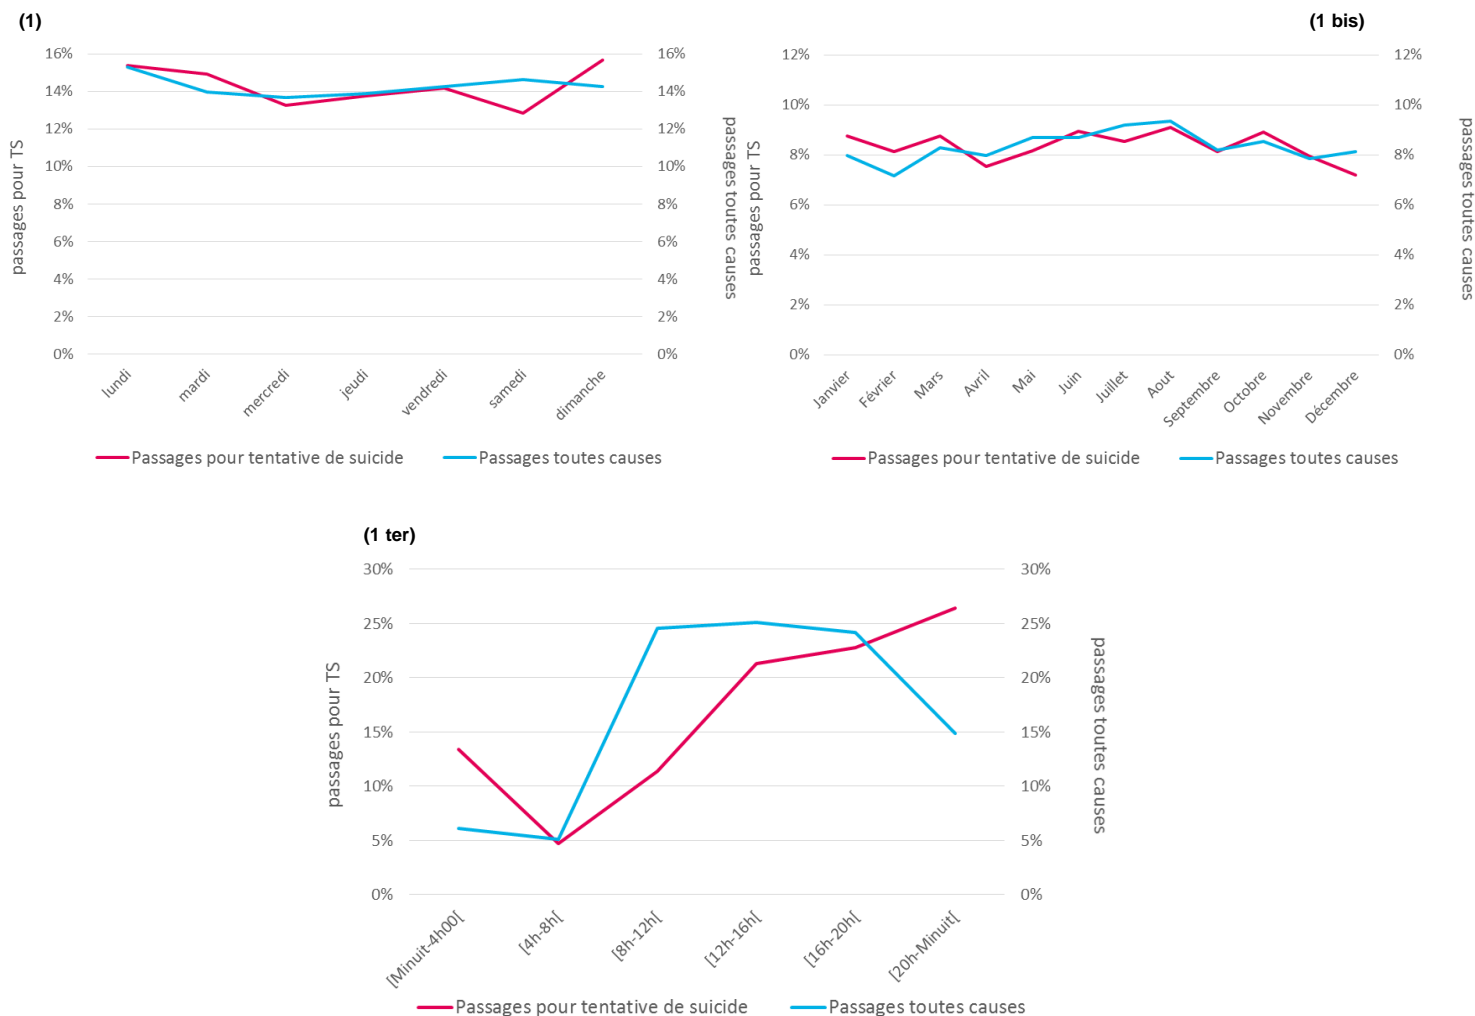 (1)
16%
14%
12%
10%
8%
6%
4%
2%
0%
passages pour TS
16%
14%
12%
10%
8%
6%
4%
2%
0%
passages toutes causes
lundi
mardi
mercredi
jeudi
vendredi
samedi
dimanche
Passages pour tentative de suicide
Passages toutes causes
(1 bis)
12%
10%
8%
6%
4%
2%
0%
passages pour TS
12%
10%
8%
6%
4%
2%
0%
passages toutes causes
Janvier
Février
Mars
Avril
Mai
Juin
Juillet
Aout
Septembre
Octobre
Novembre
Décembre
Passages pour tentative de suicide
Passages toutes causes
(1 ter)
30%
25%
20%
15%
10%
5%
0%
passages pour TS
30%
25%
20%
15%
10%
5%
0%
passages toutes causes
[Minuit-4h00[
[4h-8h[
[8h-12h[
[12h-16h[
[16h-20h[
[20h-Minuit[
Passages pour tentative de suicide
Passages toutes causes